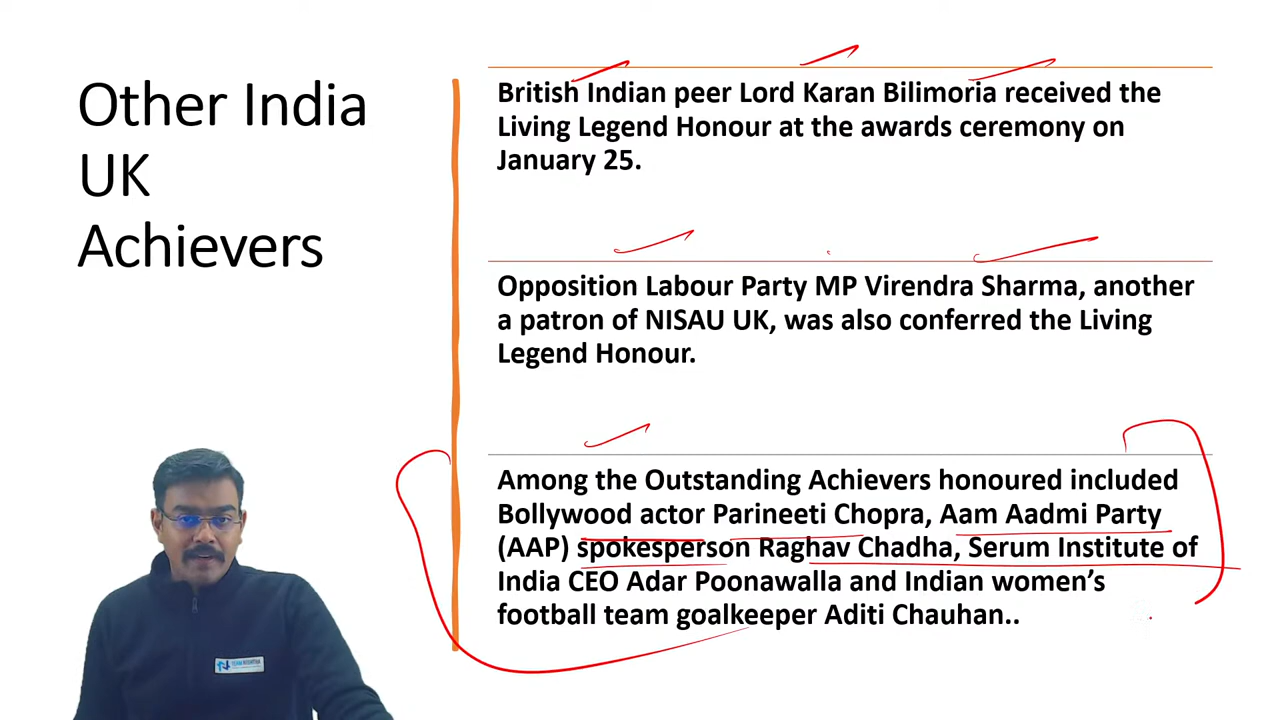 Other India
UK
Achievers
British Indian peer Lord Karan Bilimoria received the
Living Legend Honour at the awards ceremony on
January 25.
Opposition Labour Party MP Virendra Sharma, another
a patron of NISAU UK, was also conferred the Living
Legend Honour.
Among the Outstanding Achievers honoured included
Bollywood actor Parineeti Chopra, Aam Aadmi Party
(AAP) spokesperson Raghav Chadha, Serum Institute of
India CEO Adar Poonawalla and Indian women’s
football team goalkeeper Aditi Chauhan..